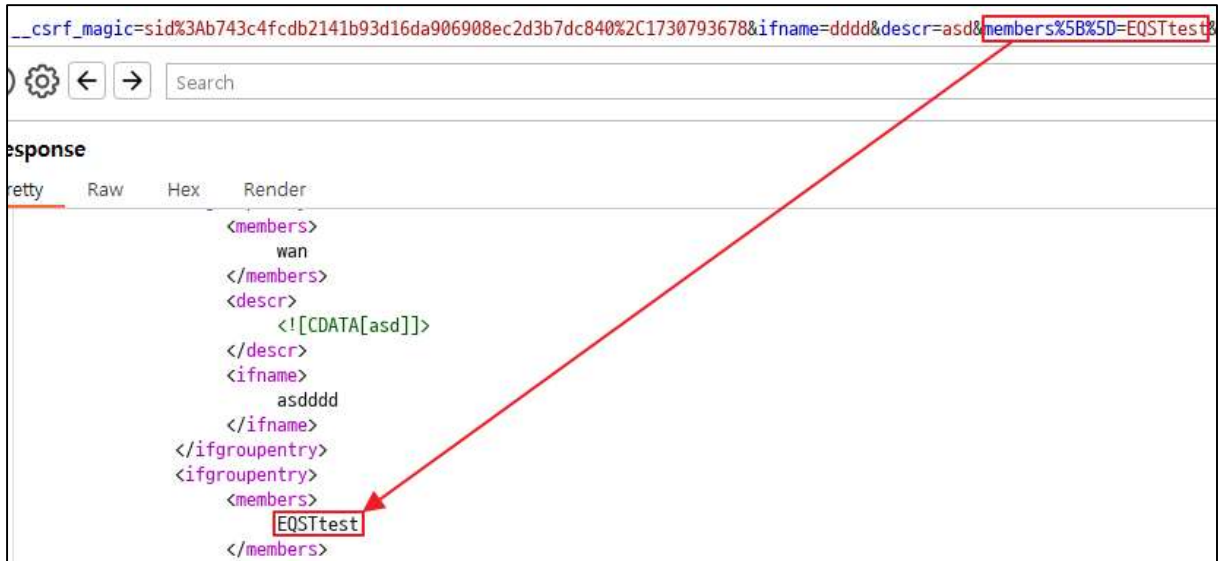 __csrf_magic=sid%3Ab743c4fcdb2141b93d16da906908ec2d3b7dc840%2C1730793678&ifname=dddd&descr=asd&members%5B%5D=EQSTtest&
Search
esponse
retty Raw Hex Render
<members>
wan
</members>
<descr>
<![CDATA[asd]]>
</descr>
<ifname>
asdddd
</ifname>
</ifgroupentry>
<ifgroupentry>
<members>
EQSTtest
</members>